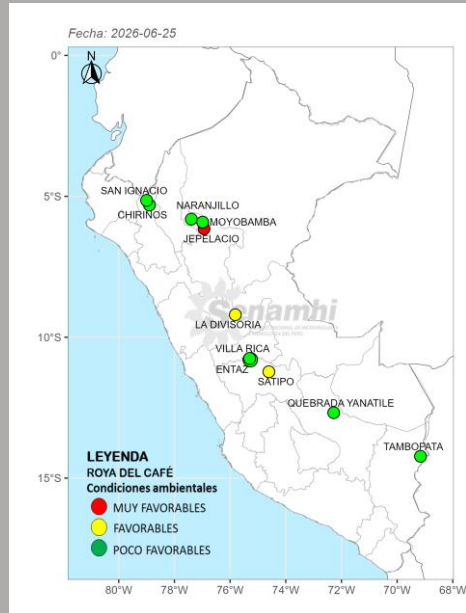 Fecha: 2026-06-25
N
0°
SAN IGNACIO
CHIRINOS
NARANJILLO
MOYOBAMBA
JEPELACIO
5°S
Senamhi
LA DIVISORIA
10°S
VILLA RICA
ENTAZ
SATIPO
QUEBRADA YANATILE
TAMBOPATA
15°S
LEYENDA
ROYA DEL CAFÉ
Condiciones ambientales
MUY FAVORABLES
FAVORABLES
POCO FAVORABLES
80°W
78°W
76°W
74°W
72°W
70°W
68°W